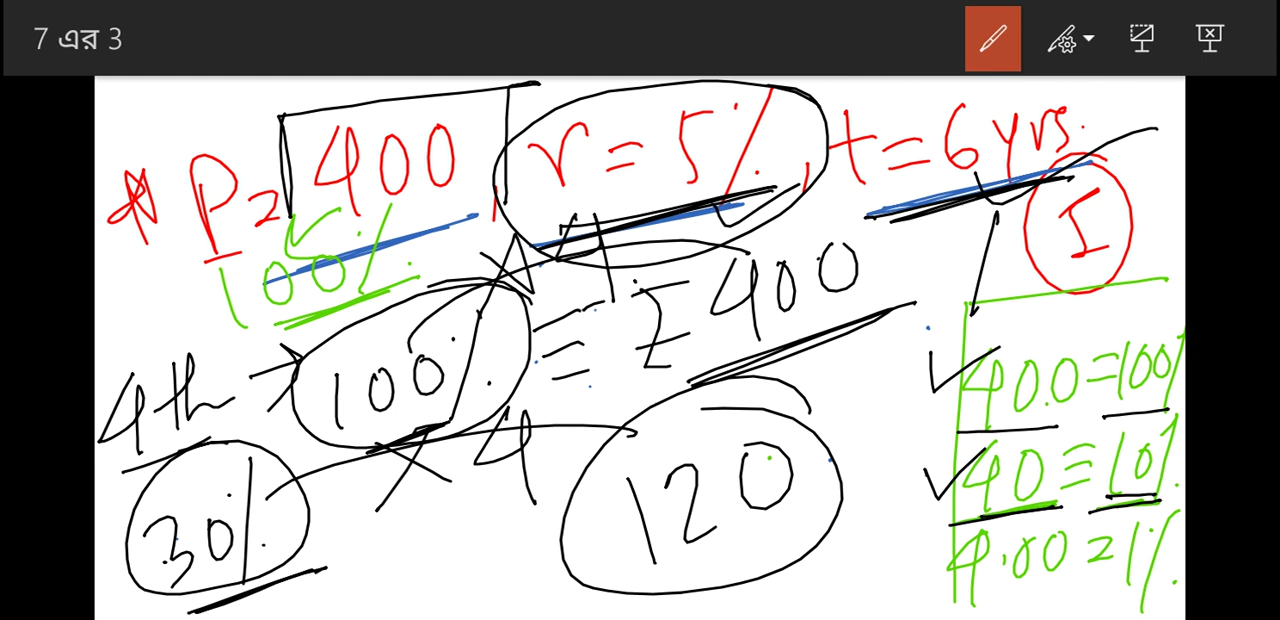 7 এর 3
P = 400, r = 5%, t = 6 yrs.
I
100%
400
4th → 100% =
× 4
400 = 100%
40 = 10%
4.00 = 1%
30%
120